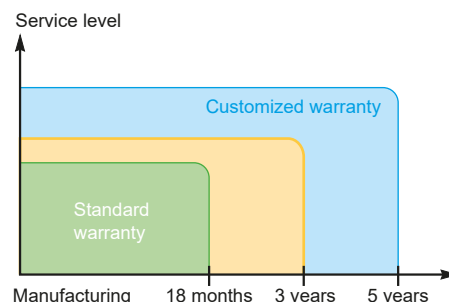 Service level
Customized warranty
Standard
warranty
Manufacturing
18 months
3 years
5 years